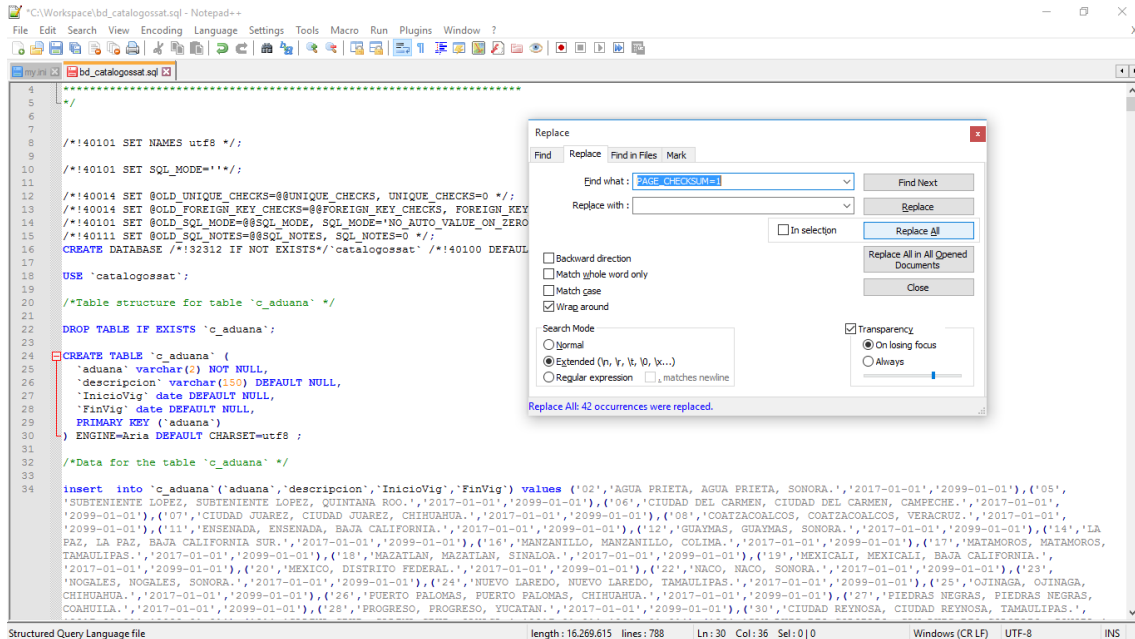 *C:\Workspace\bd_catalogossat.sql - Notepad++
File Edit Search View Encoding Language Settings Tools Macro Run Plugins Window ?
my.ini bd_catalogossat.sql
4 **********************************************************************
5 */
6
7
8 /*!40101 SET NAMES utf8 */;
9
10 /*!40101 SET SQL_MODE=''*/;
11
12 /*!40014 SET @OLD_UNIQUE_CHECKS=@@UNIQUE_CHECKS, UNIQUE_CHECKS=0 */;
13 /*!40014 SET @OLD_FOREIGN_KEY_CHECKS=@@FOREIGN_KEY_CHECKS, FOREIGN_KEY
14 /*!40101 SET @OLD_SQL_MODE=@@SQL_MODE, SQL_MODE='NO_AUTO_VALUE_ON_ZERO
15 /*!40111 SET @OLD_SQL_NOTES=@@SQL_NOTES, SQL_NOTES=0 */;
16 CREATE DATABASE /*!32312 IF NOT EXISTS*/`catalogossat` /*!40100 DEFAUL
17
18 USE `catalogossat`;
19
20 /*Table structure for table `c_aduana` */
21
22 DROP TABLE IF EXISTS `c_aduana`;
23
24 CREATE TABLE `c_aduana` (
25 `aduana` varchar(2) NOT NULL,
26 `descripcion` varchar(150) DEFAULT NULL,
27 `InicioVig` date DEFAULT NULL,
28 `FinVig` date DEFAULT NULL,
29 PRIMARY KEY (`aduana`)
30 ) ENGINE=Aria DEFAULT CHARSET=utf8 ;
31
32 /*Data for the table `c_aduana` */
33
34 insert into `c_aduana`(`aduana`,`descripcion`,`InicioVig`,`FinVig`) values ('02','AGUA PRIETA, AGUA PRIETA, SONORA.','2017-01-01','2099-01-01'),('05',
'SUBTENIENTE LOPEZ, SUBTENIENTE LOPEZ, QUINTANA ROO.','2017-01-01','2099-01-01'),('06','CIUDAD DEL CARMEN, CIUDAD DEL CARMEN, CAMPECHE.','2017-01-01',
'2099-01-01'),('07','CIUDAD JUAREZ, CIUDAD JUAREZ, CHIHUAHUA.','2017-01-01','2099-01-01'),('08','COATZACOALCOS, COATZACOALCOS, VERACRUZ.','2017-01-01',
'2099-01-01'),('11','ENSENADA, ENSENADA, BAJA CALIFORNIA.','2017-01-01','2099-01-01'),('12','GUAYMAS, GUAYMAS, SONORA.','2017-01-01','2099-01-01'),('14','LA
PAZ, LA PAZ, BAJA CALIFORNIA SUR.','2017-01-01','2099-01-01'),('16','MANZANILLO, MANZANILLO, COLIMA.','2017-01-01','2099-01-01'),('17','MATAMOROS, MATAMOROS,
TAMAULIPAS.','2017-01-01','2099-01-01'),('18','MAZATLAN, MAZATLAN, SINALOA.','2017-01-01','2099-01-01'),('19','MEXICALI, MEXICALI, BAJA CALIFORNIA.',
'2017-01-01','2099-01-01'),('20','MEXICO, DISTRITO FEDERAL.','2017-01-01','2099-01-01'),('22','NACO, NACO, SONORA.','2017-01-01','2099-01-01'),('23',
'NOGALES, NOGALES, SONORA.','2017-01-01','2099-01-01'),('24','NUEVO LAREDO, NUEVO LAREDO, TAMAULIPAS.','2017-01-01','2099-01-01'),('25','OJINAGA, OJINAGA,
CHIHUAHUA.','2017-01-01','2099-01-01'),('26','PUERTO PALOMAS, PUERTO PALOMAS, CHIHUAHUA.','2017-01-01','2099-01-01'),('27','PIEDRAS NEGRAS, PIEDRAS NEGRAS,
COAHUILA.','2017-01-01','2099-01-01'),('28','PROGRESO, PROGRESO, YUCATAN.','2017-01-01','2099-01-01'),('30','CIUDAD REYNOSA, CIUDAD REYNOSA, TAMAULIPAS.',
Replace
Find Replace Find in Files Mark
Find what : PAGE_CHECKSUM=1 Find Next
Replace with : Replace
In selection Replace All
Replace All in All Opened
Documents
Close
Backward direction
Match whole word only
Match case
Wrap around
Search Mode
Normal
Extended (\n, \r, \t, \0, \x...)
Regular expression . matches newline
Transparency
On losing focus
Always
Replace All: 42 occurrences were replaced.
Structured Query Language file length : 16.269.615 lines : 788 Ln : 30 Col : 36 Sel : 0 | 0 Windows (CR LF) UTF-8 INS